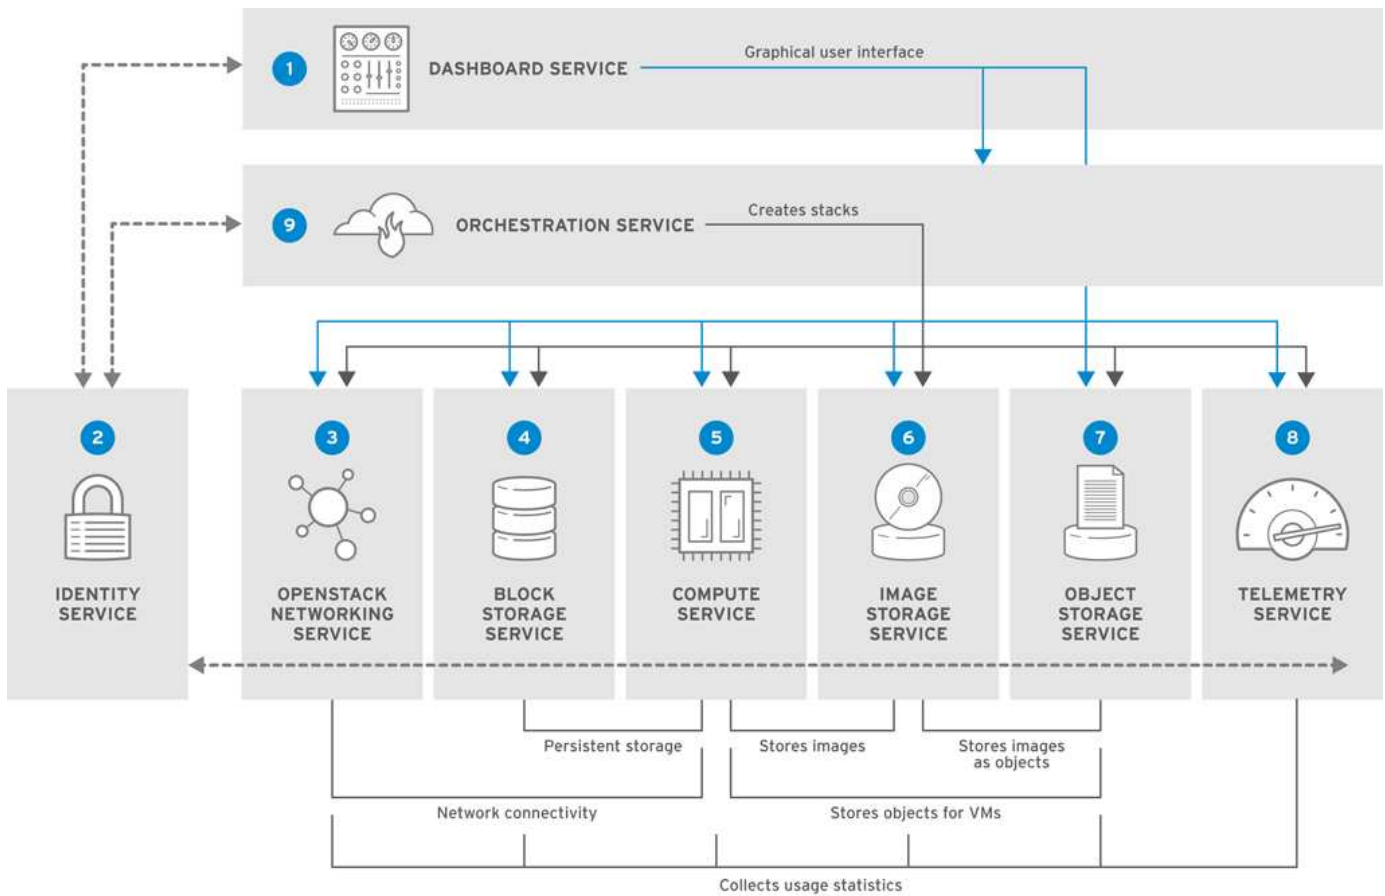 1
DASHBOARD SERVICE
Graphical user interface
9
ORCHESTRATION SERVICE
Creates stacks
2
IDENTITY
SERVICE
3
OPENSTACK
NETWORKING
SERVICE
4
BLOCK
STORAGE
SERVICE
5
COMPUTE
SERVICE
6
IMAGE
STORAGE
SERVICE
7
OBJECT
STORAGE
SERVICE
8
TELEMETRY
SERVICE
Persistent storage
Stores images
Stores images
as objects
Network connectivity
Stores objects for VMs
Collects usage statistics